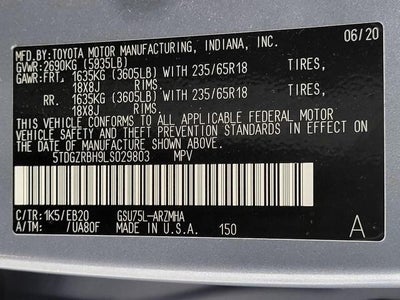 MFD. BY: TOYOTA MOTOR MANUFACTURING, INDIANA, INC.
GVWR: 2690KG (5935LB) 06/20
GAWR: FRT. 1635KG (3605LB) WITH 235/65R18 TIRES,
18X8J RIMS.
RR. 1635KG (3605LB) WITH 235/65R18 TIRES,
18X8J RIMS.
THIS VEHICLE CONFORMS TO ALL APPLICABLE FEDERAL MOTOR
VEHICLE SAFETY AND THEFT PREVENTION STANDARDS IN EFFECT
ON THE DATE OF MANUFACTURE SHOWN ABOVE.
5TDGZRBH9LS029803 MPV
C/TR: 1K5/EB20 GSU75L-ARZMHA
A/TM: /UA80F MADE IN U.S.A. 150 A